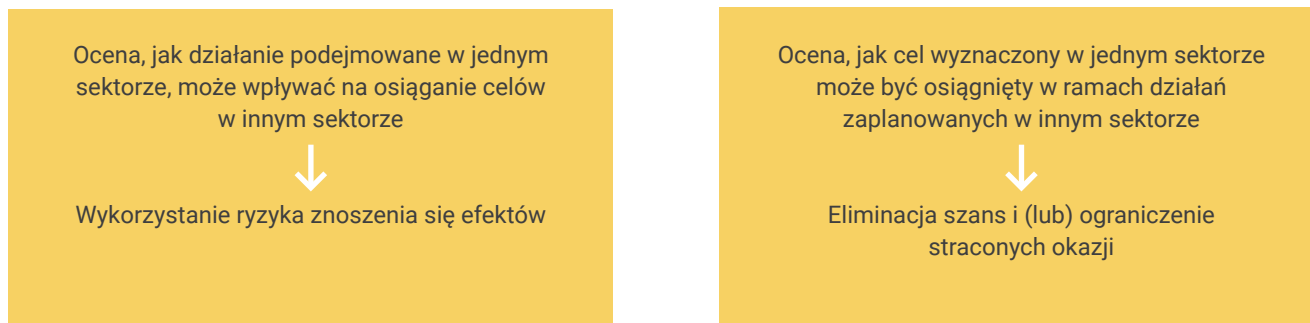 Ocena, jak działanie podejmowane w jednym
sektorze, może wpływać na osiąganie celów
w innym sektorze
Wykorzystanie ryzyka znoszenia się efektów
Ocena, jak cel wyznaczony w jednym sektorze
może być osiągnięty w ramach działań
zaplanowanych w innym sektorze
Eliminacja szans i (lub) ograniczenie
straconych okazji